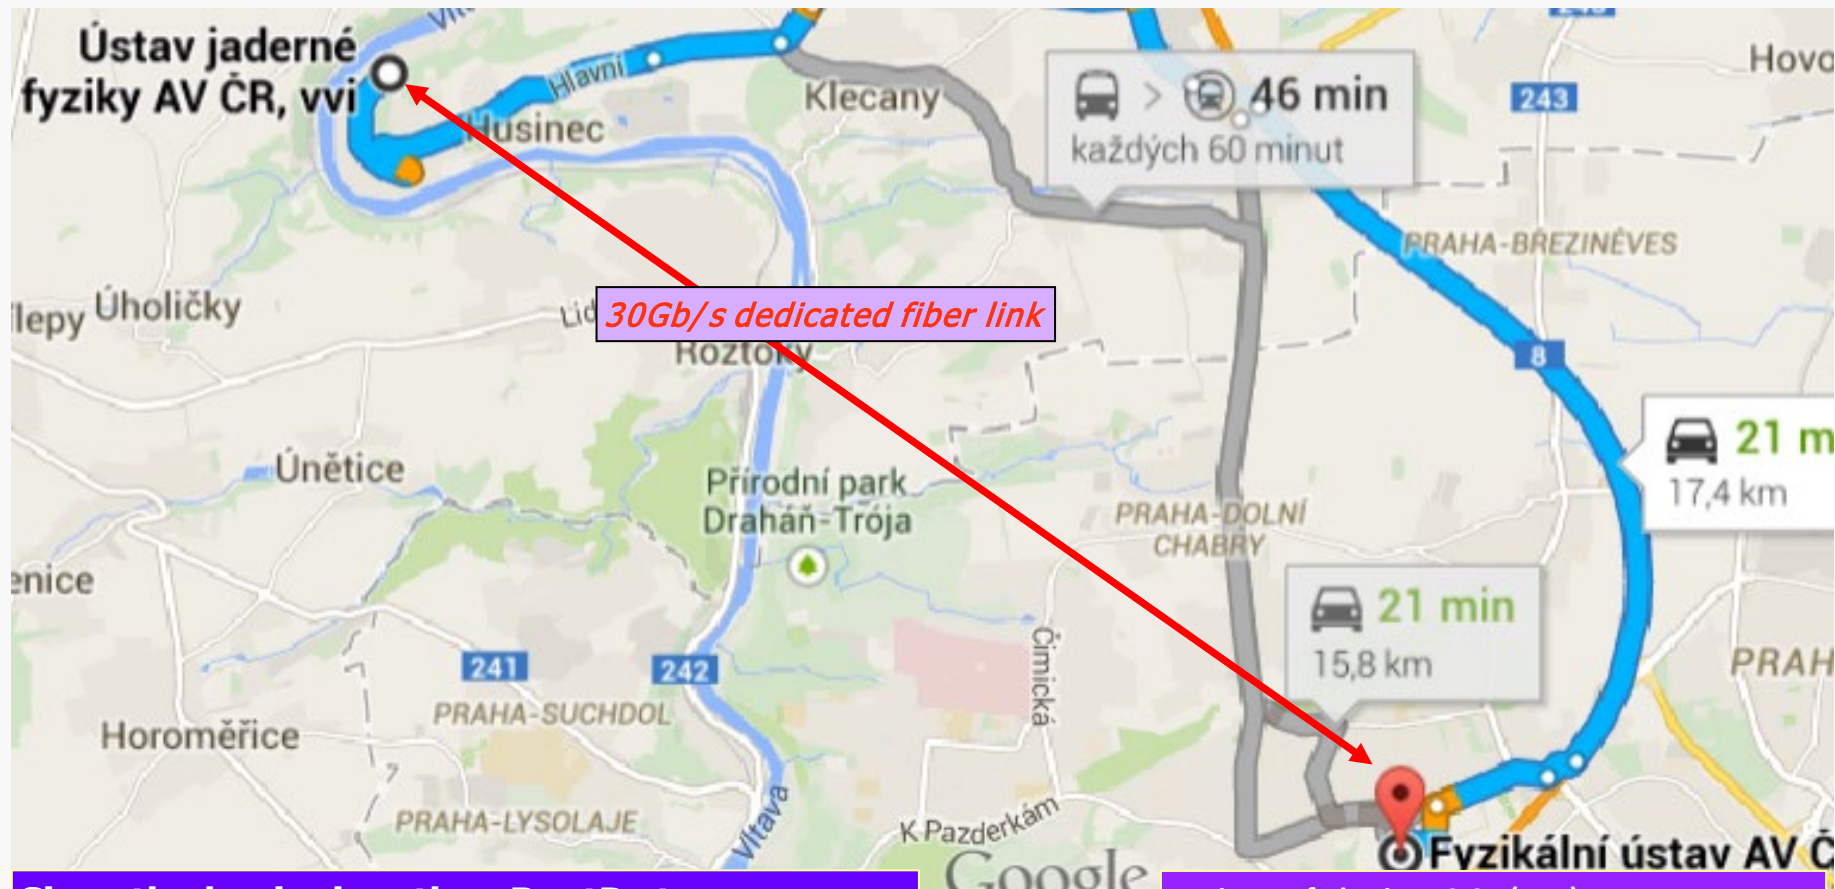 Ústav jaderné
fyziky AV ČR, vvi
Hlavní
Husinec
Klecany
46 min
každých 60 minut
243
Hovo
PRAHA-BŘEZINĚVES
Úholičky
30Gb/s dedicated fiber link
Roztoky
8
21 m
17,4 km
Únětice
Přírodní park
Draháň-Trója
PRAHA-DOLNÍ
CHABRY
enice
21 min
15,8 km
Čimická
241
242
PRAH
PRAHA-SUCHDOL
Horoměřice
7
PRAHA-LYSOLAJE
Vltava
K Pazderkám
Google
Fyzikální ústav AV Č